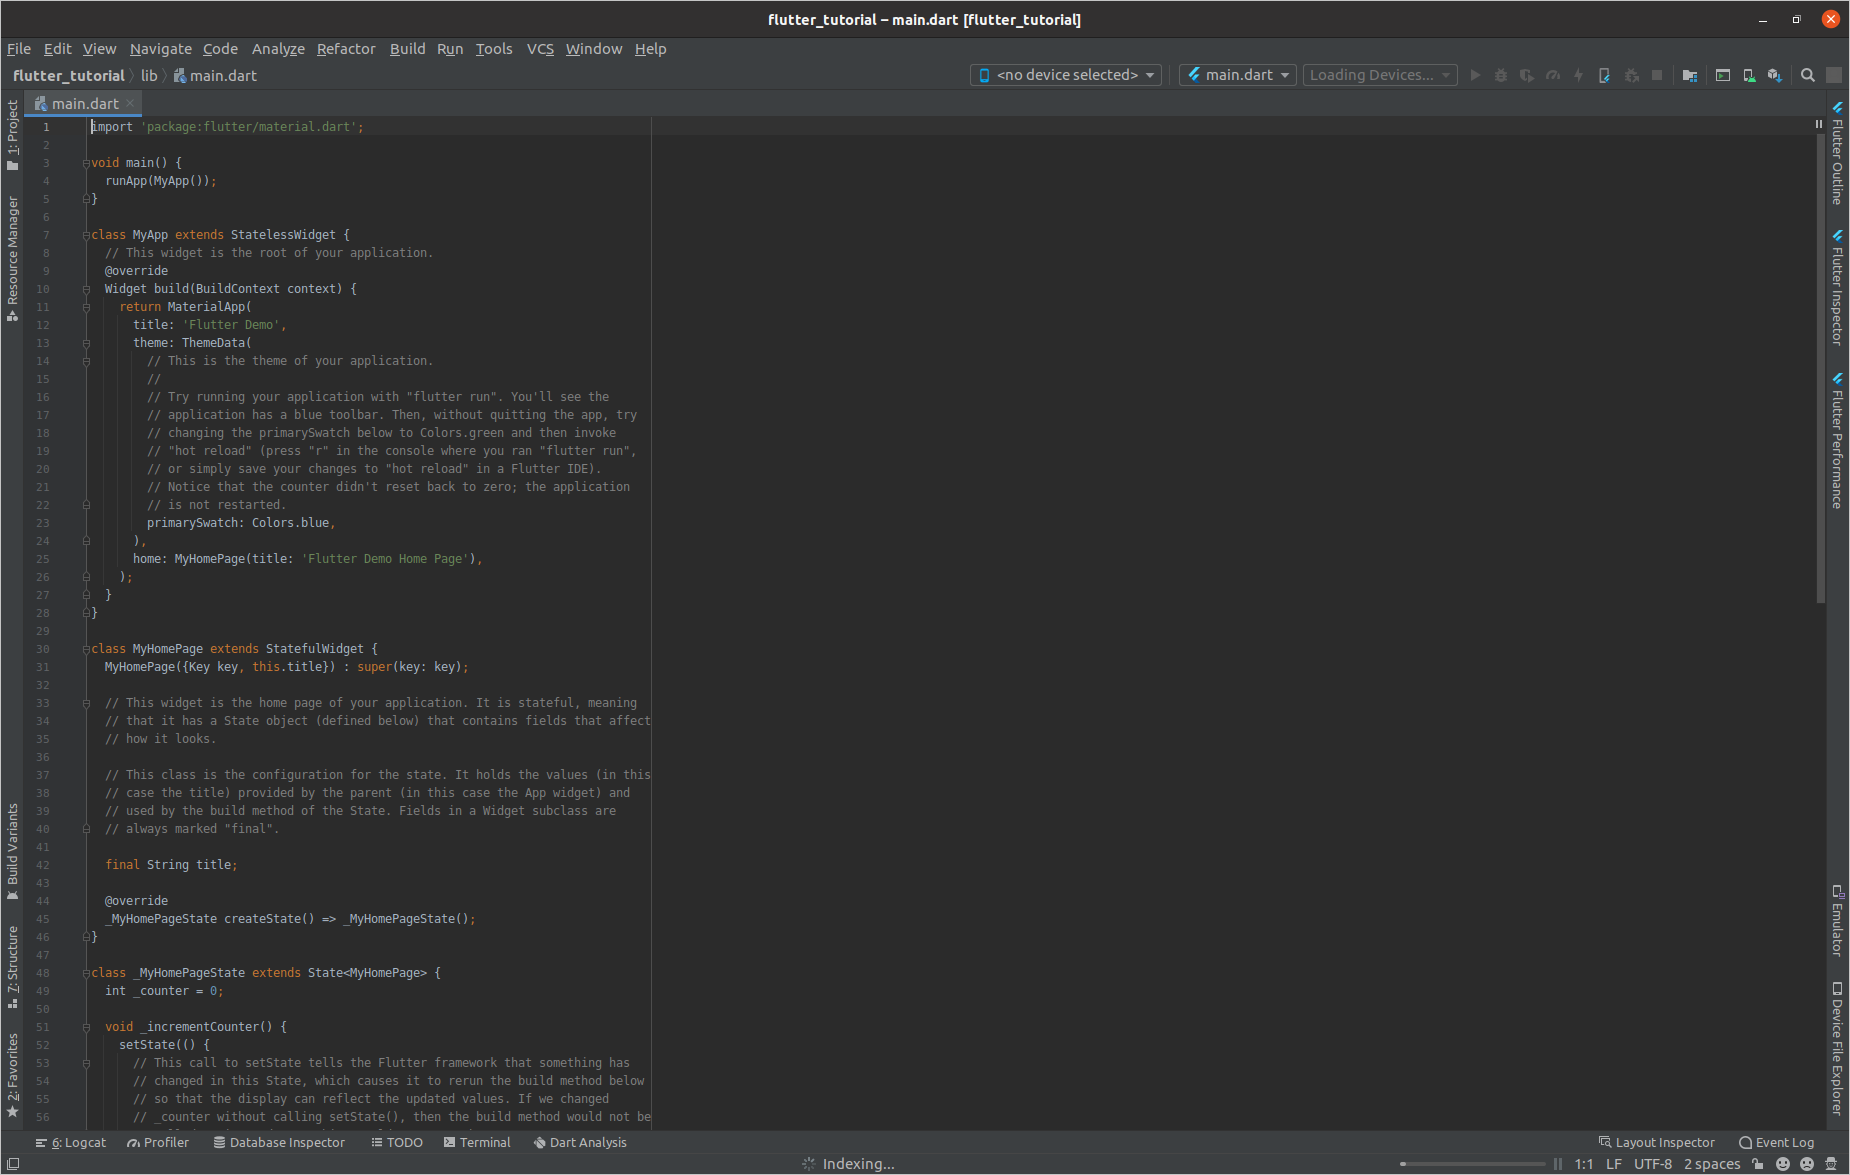 flutter_tutorial – main.dart [flutter_tutorial]
File Edit View Navigate Code Analyze Refactor Build Run Tools VCS Window Help
flutter_tutorial lib main.dart <no device selected> main.dart Loading Devices...
main.dart
1: Project
Resource Manager
Build Variants
7: Structure
2: Favorites
1 import 'package:flutter/material.dart';
2
3 void main() {
4 runApp(MyApp());
5 }
6
7 class MyApp extends StatelessWidget {
8 // This widget is the root of your application.
9 @override
10 Widget build(BuildContext context) {
11 return MaterialApp(
12 title: 'Flutter Demo',
13 theme: ThemeData(
14 // This is the theme of your application.
15 //
16 // Try running your application with "flutter run". You'll see the
17 // application has a blue toolbar. Then, without quitting the app, try
18 // changing the primarySwatch below to Colors.green and then invoke
19 // "hot reload" (press "r" in the console where you ran "flutter run",
20 // or simply save your changes to "hot reload" in a Flutter IDE).
21 // Notice that the counter didn't reset back to zero; the application
22 // is not restarted.
23 primarySwatch: Colors.blue,
24 ),
25 home: MyHomePage(title: 'Flutter Demo Home Page'),
26 );
27 }
28 }
29
30 class MyHomePage extends StatefulWidget {
31 MyHomePage({Key key, this.title}) : super(key: key);
32
33 // This widget is the home page of your application. It is stateful, meaning
34 // that it has a State object (defined below) that contains fields that affect
35 // how it looks.
36
37 // This class is the configuration for the state. It holds the values (in this
38 // case the title) provided by the parent (in this case the App widget) and
39 // used by the build method of the State. Fields in a Widget subclass are
40 // always marked "final".
41
42 final String title;
43
44 @override
45 _MyHomePageState createState() => _MyHomePageState();
46 }
47
48 class _MyHomePageState extends State<MyHomePage> {
49 int _counter = 0;
50
51 void _incrementCounter() {
52 setState(() {
53 // This call to setState tells the Flutter framework that something has
54 // changed in this State, which causes it to rerun the build method below
55 // so that the display can reflect the updated values. If we changed
56 // _counter without calling setState(), then the build method would not be
Flutter Outline
Flutter Inspector
Flutter Performance
Emulator
Device File Explorer
6: Logcat Profiler Database Inspector TODO Terminal Dart Analysis Layout Inspector Event Log
Indexing... 1:1 LF UTF-8 2 spaces